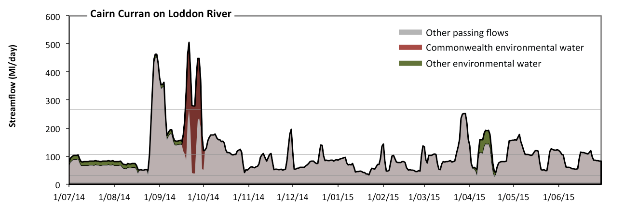 Cairn Curran on Loddon River
600
500
400
300
200
100
0
Streamflow (Ml/day)
Other passing flows
Commonwealth environmental water
Other environmental water
1/07/14 1/08/14 1/09/14 1/10/14 1/11/14 1/12/14 1/01/15 1/02/15 1/03/15 1/04/15 1/05/15 1/06/15